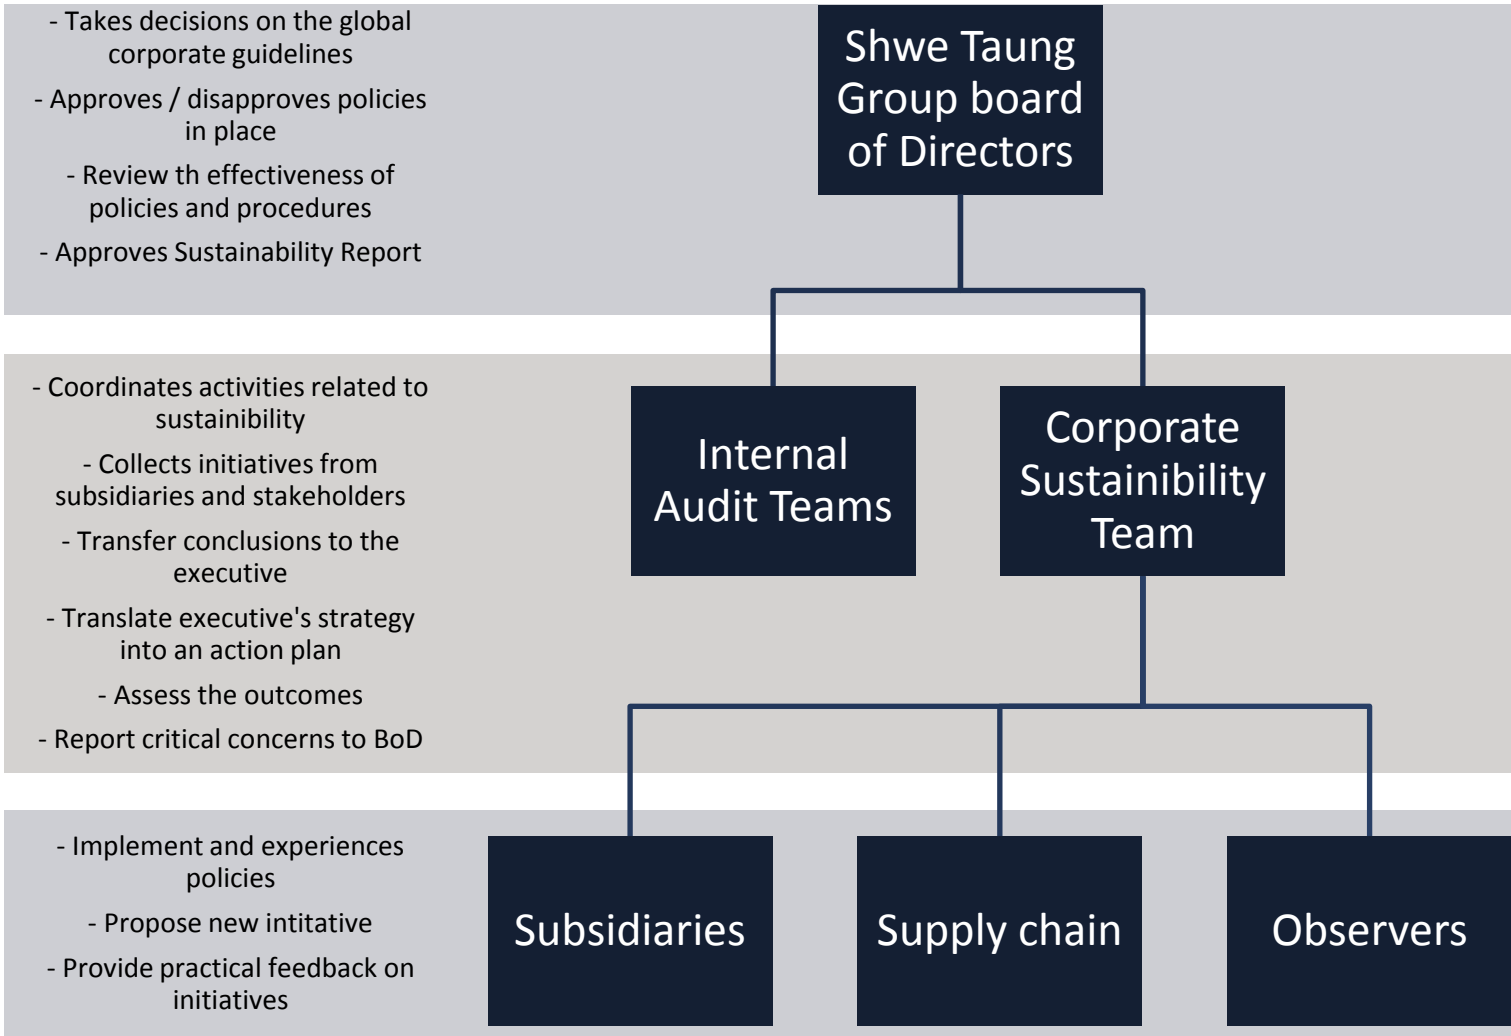 - Takes decisions on the global
corporate guidelines
- Approves / disapproves policies
in place
- Review th effectiveness of
policies and procedures
- Approves Sustainability Report
Shwe Taung
Group board
of Directors
- Coordinates activities related to
sustainibility
- Collects initiatives from
subsidiaries and stakeholders
- Transfer conclusions to the
executive
- Translate executive's strategy
into an action plan
- Assess the outcomes
- Report critical concerns to BoD
Internal
Audit Teams
Corporate
Sustainibility
Team
- Implement and experiences
policies
- Propose new intitative
- Provide practical feedback on
initiatives
Subsidiaries
Supply chain
Observers